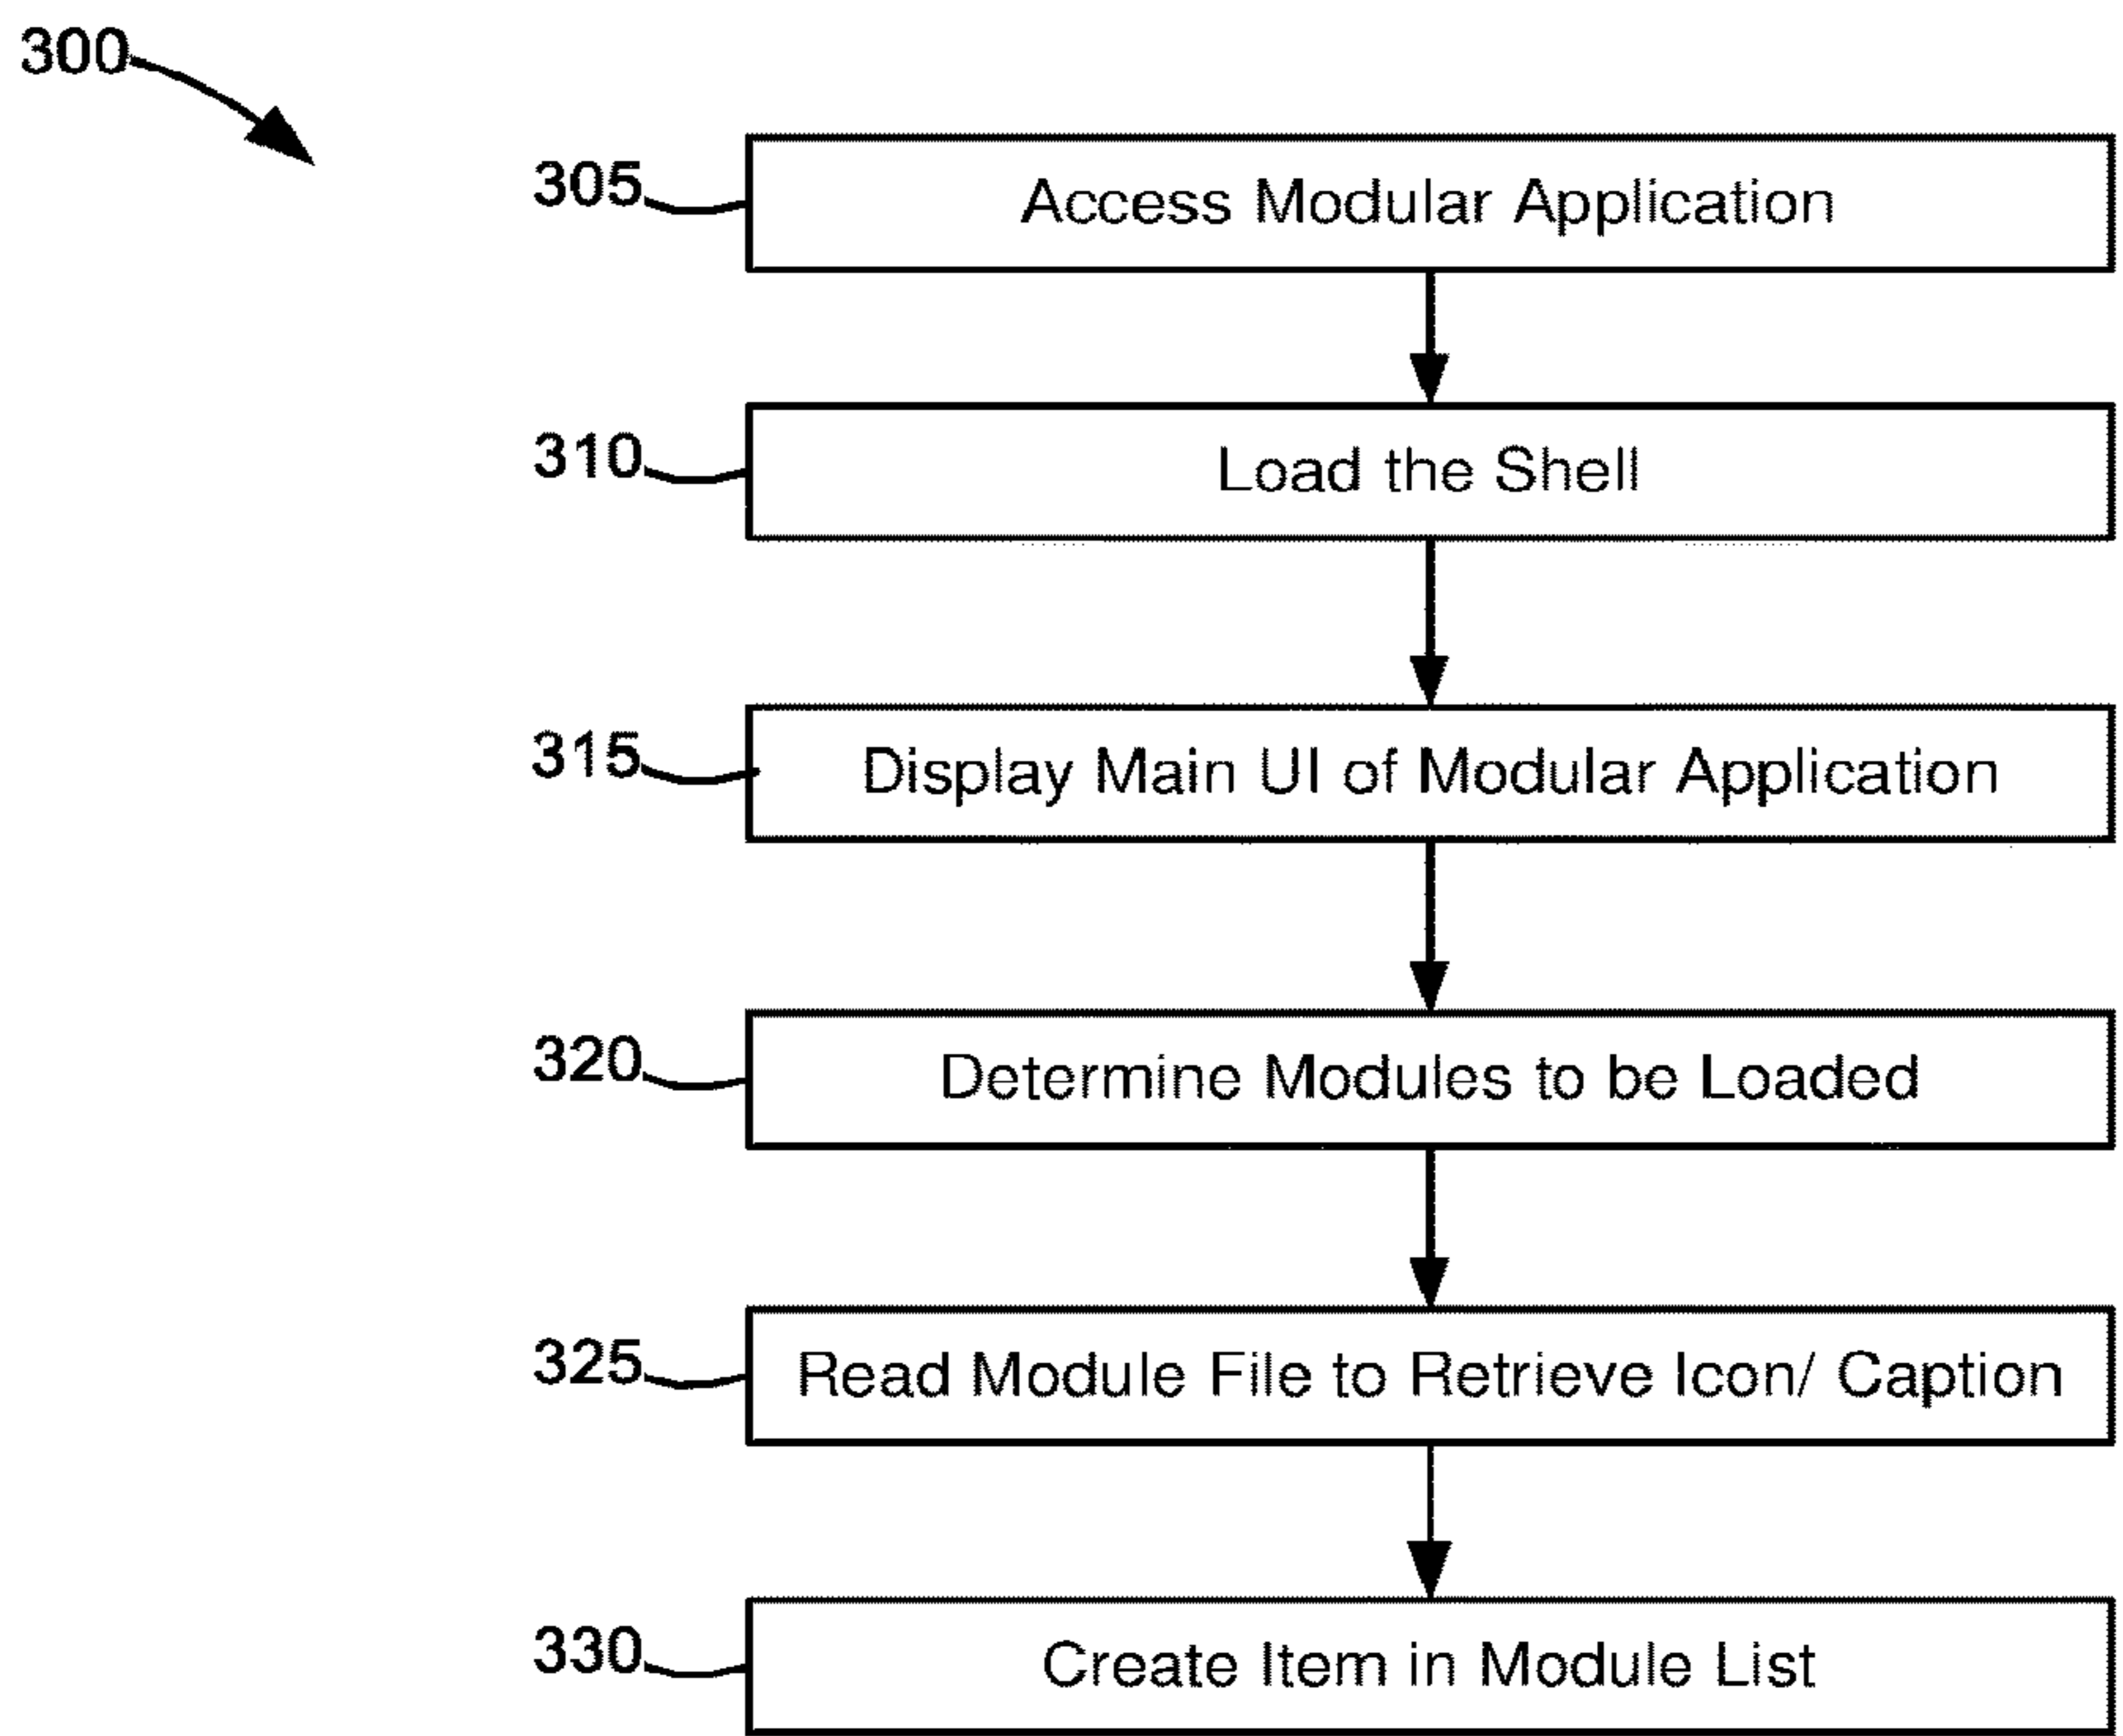 300
305 Access Modular Application
310 Load the Shell
315 Display Main UI of Modular Application
320 Determine Modules to be Loaded
325 Read Module File to Retrieve Icon/ Caption
330 Create Item in Module List